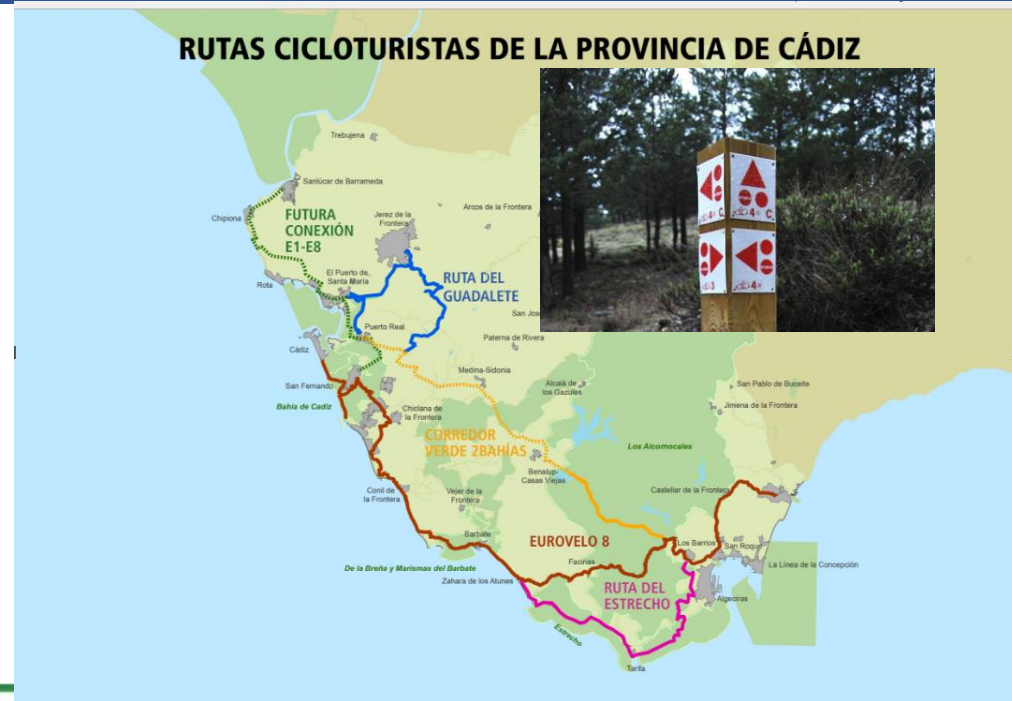 RUTAS CICLOTURISTAS DE LA PROVINCIA DE CÁDIZ
Trebujena
Sanlúcar de Barrameda
Chipiona
FUTURA
CONEXIÓN
E1-E8
Jerez de la
Frontera
Arcos de la Frontera
El Puerto de
Santa María
Rota
RUTA DEL
GUADALETE
San Jos
Puerto Real
Paterna de Rivera
Cádiz
Medina-Sidonia
San Fernando
Alcalá de
los Gazules
San Pablo de Buceite
Bahía de Cadiz
Chiclana de
la Frontera
Jimena de la Frontera
CORREDOR
VERDE 2BAHÍAS
Los Alcornocales
Benalup-
Casas Viejas
Conil de
la Frontera
Vejer de la
Frontera
Castellar de la Frontera
Barbate
EUROVELO 8
Los Barrios
San Roque
Facinas
De la Breña y Marismas del Barbate
La Línea de la Concepción
Zahara de los Atunes
RUTA DEL
ESTRECHO
Algeciras
Estrecho
Tarifa